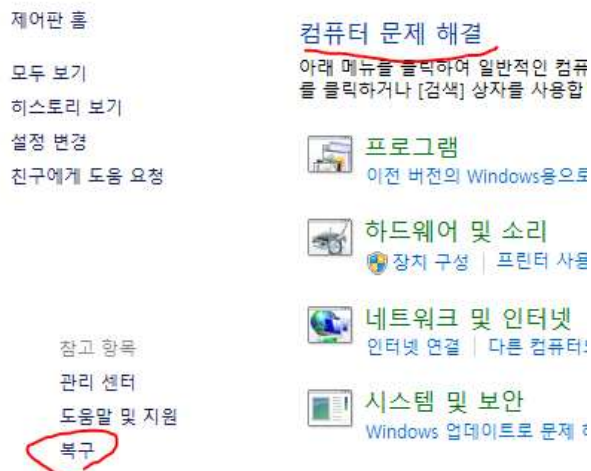 제어판 홈
모두 보기
히스토리 보기
설정 변경
친구에게 도움 요청
참고 항목
관리 센터
도움말 및 지원
복구
컴퓨터 문제 해결
아래 메뉴를 클릭하여 일반적인 컴퓨
를 클릭하거나 [검색] 상자를 사용합
프로그램
이전 버전의 Windows용으로
하드웨어 및 소리
장치 구성 | 프린터 사용
네트워크 및 인터넷
인터넷 연결 | 다른 컴퓨터
시스템 및 보안
Windows 업데이트로 문제